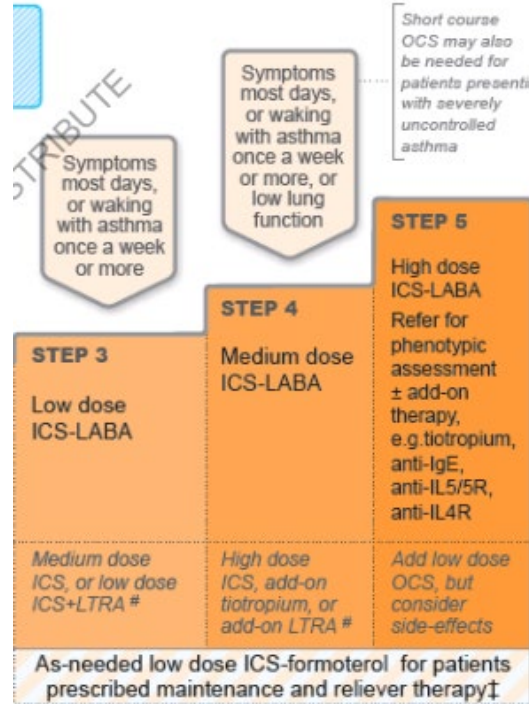 STRIBUTE
Symptoms
most days,
or waking
with asthma
once a week
or more
Symptoms
most days,
or waking
with asthma
once a week
or more, or
low lung
function
Short course
OCS may also
be needed for
patients presenti
with severely
uncontrolled
asthma
STEP 3
Low dose
ICS-LABA
STEP 4
Medium dose
ICS-LABA
STEP 5
High dose
ICS-LABA
Refer for
phenotypic
assessment
± add-on
therapy,
e.g.tiotropium,
anti-IgE,
anti-IL5/5R,
anti-IL4R
Medium dose
ICS, or low dose
ICS+LTRA #
High dose
ICS, add-on
tiotropium, or
add-on LTRA #
Add low dose
OCS, but
consider
side-effects
As-needed low dose ICS-formoterol for patients
prescribed maintenance and reliever therapy‡